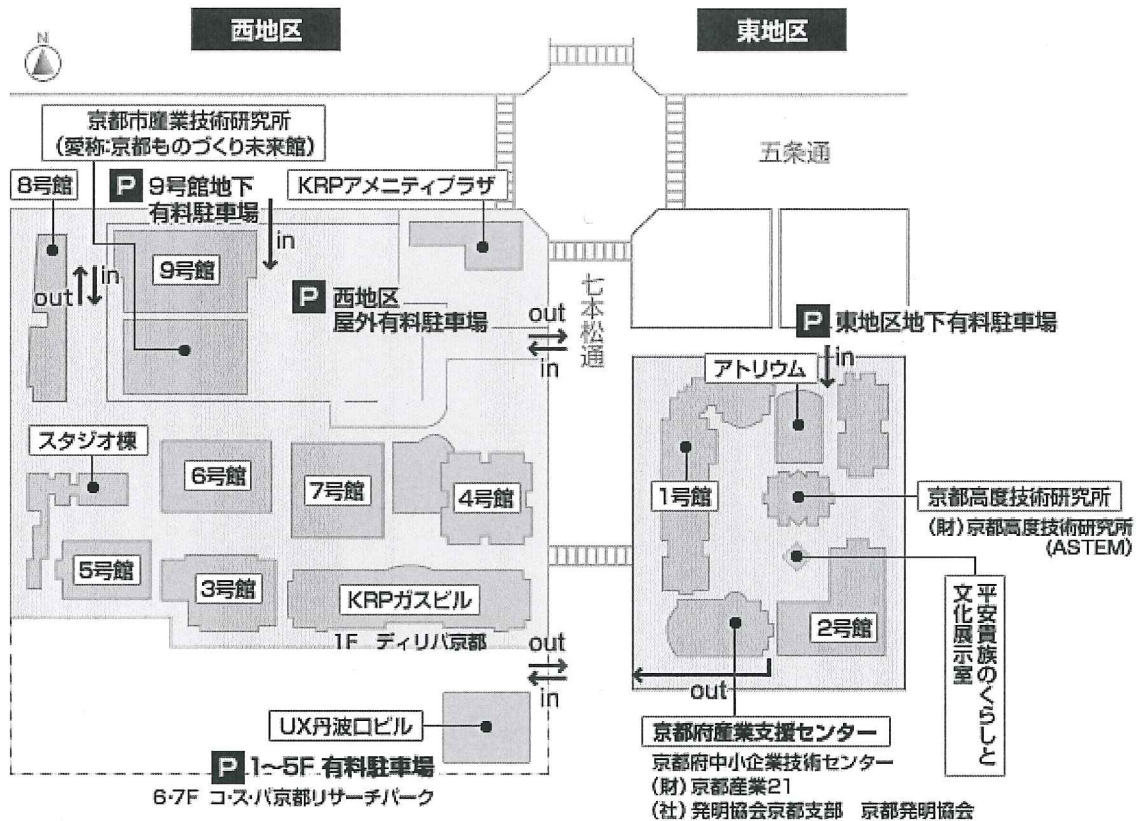 西地区
東地区
N
京都市産業技術研究所
(愛称:京都ものづくり未来館)
五条通
8号館
P 9号館地下
有料駐車場
KRPアメニティプラザ
in
9号館
out
in
P 西地区
屋外有料駐車場
七本松通
out
in
P 東地区地下有料駐車場
in
アトリウム
スタジオ棟
6号館
7号館
4号館
1号館
京都高度技術研究所
(財)京都高度技術研究所
(ASTEM)
5号館
3号館
KRPガスビル
1F ディリパ京都
2号館
平安貴族のくらしと
文化展示室
out
in
out
UX丹波口ビル
P 1〜5F 有料駐車場
6・7F コ・ス・パ京都リサーチパーク
京都府産業支援センター
京都府中小企業技術センター
(財)京都産業21
(社)発明協会京都支部 京都発明協会